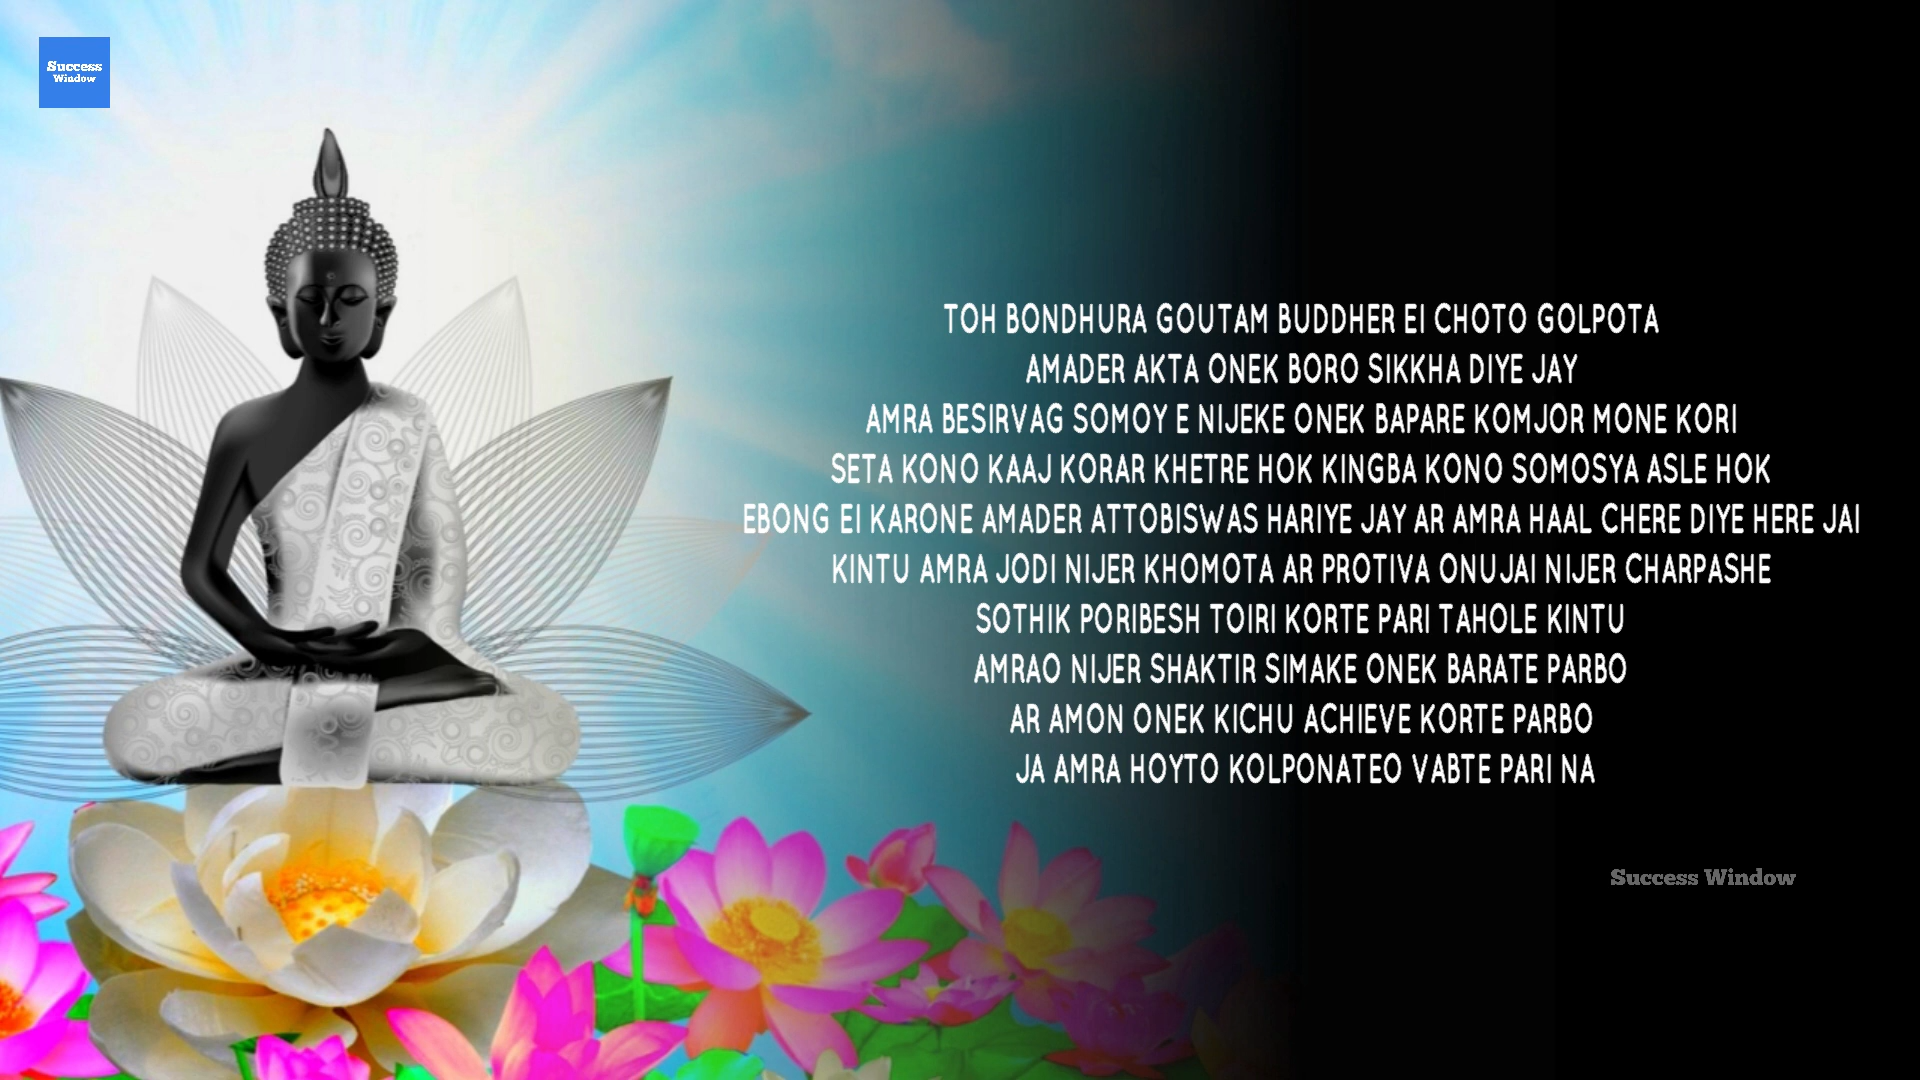 Success
Window
TOH BONDHURA GOUTAM BUDDHER EI CHOTO GOLPOTA
AMADER AKTA ONEK BORO SIKKHA DIYE JAY
AMRA BESIRVAG SOMOY E NIJEKE ONEK BAPARE KOMJOR MONE KORI
SETA KONO KAAJ KORAR KHETRE HOK KINGBA KONO SOMOSYA ASLE HOK
EBONG EI KARONE AMADER ATTOBISWAS HARIYE JAY AR AMRA HAAL CHERE DIYE HERE JAI
KINTU AMRA JODI NIJER KHOMOTA AR PROTIVA ONUJAI NIJER CHARPASHE
SOTHIK PORIBESH TOIRI KORTE PARI TAHOLE KINTU
AMRAO NIJER SHAKTIR SIMAKE ONEK BARATE PARBO
AR AMON ONEK KICHU ACHIEVE KORTE PARBO
JA AMRA HOYTO KOLPONATEO VABTE PARI NA
Success Window